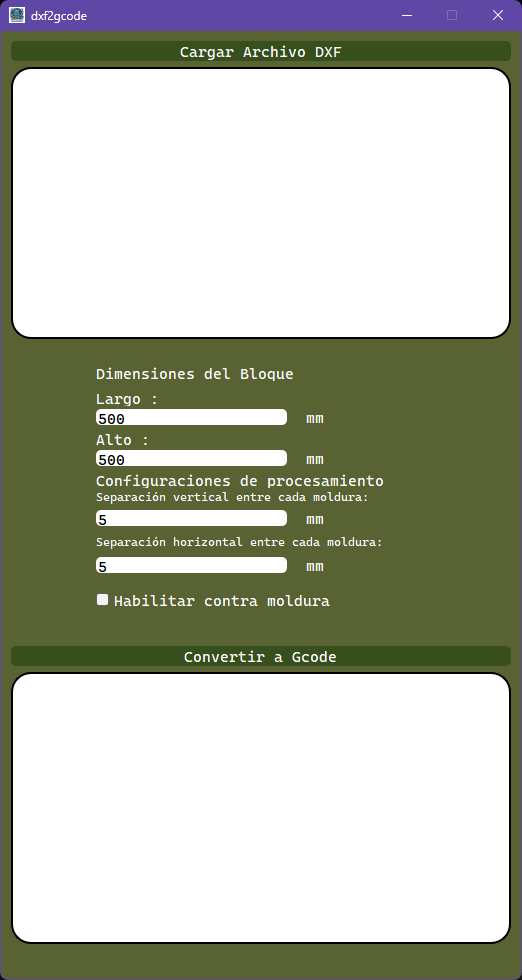 dxf2gcode
Cargar Archivo DXF
Dimensiones del Bloque
Largo :
500 mm
Alto :
500 mm
Configuraciones de procesamiento
Separación vertical entre cada moldura:
5 mm
Separación horizontal entre cada moldura:
5 mm
Habilitar contra moldura
Convertir a Gcode